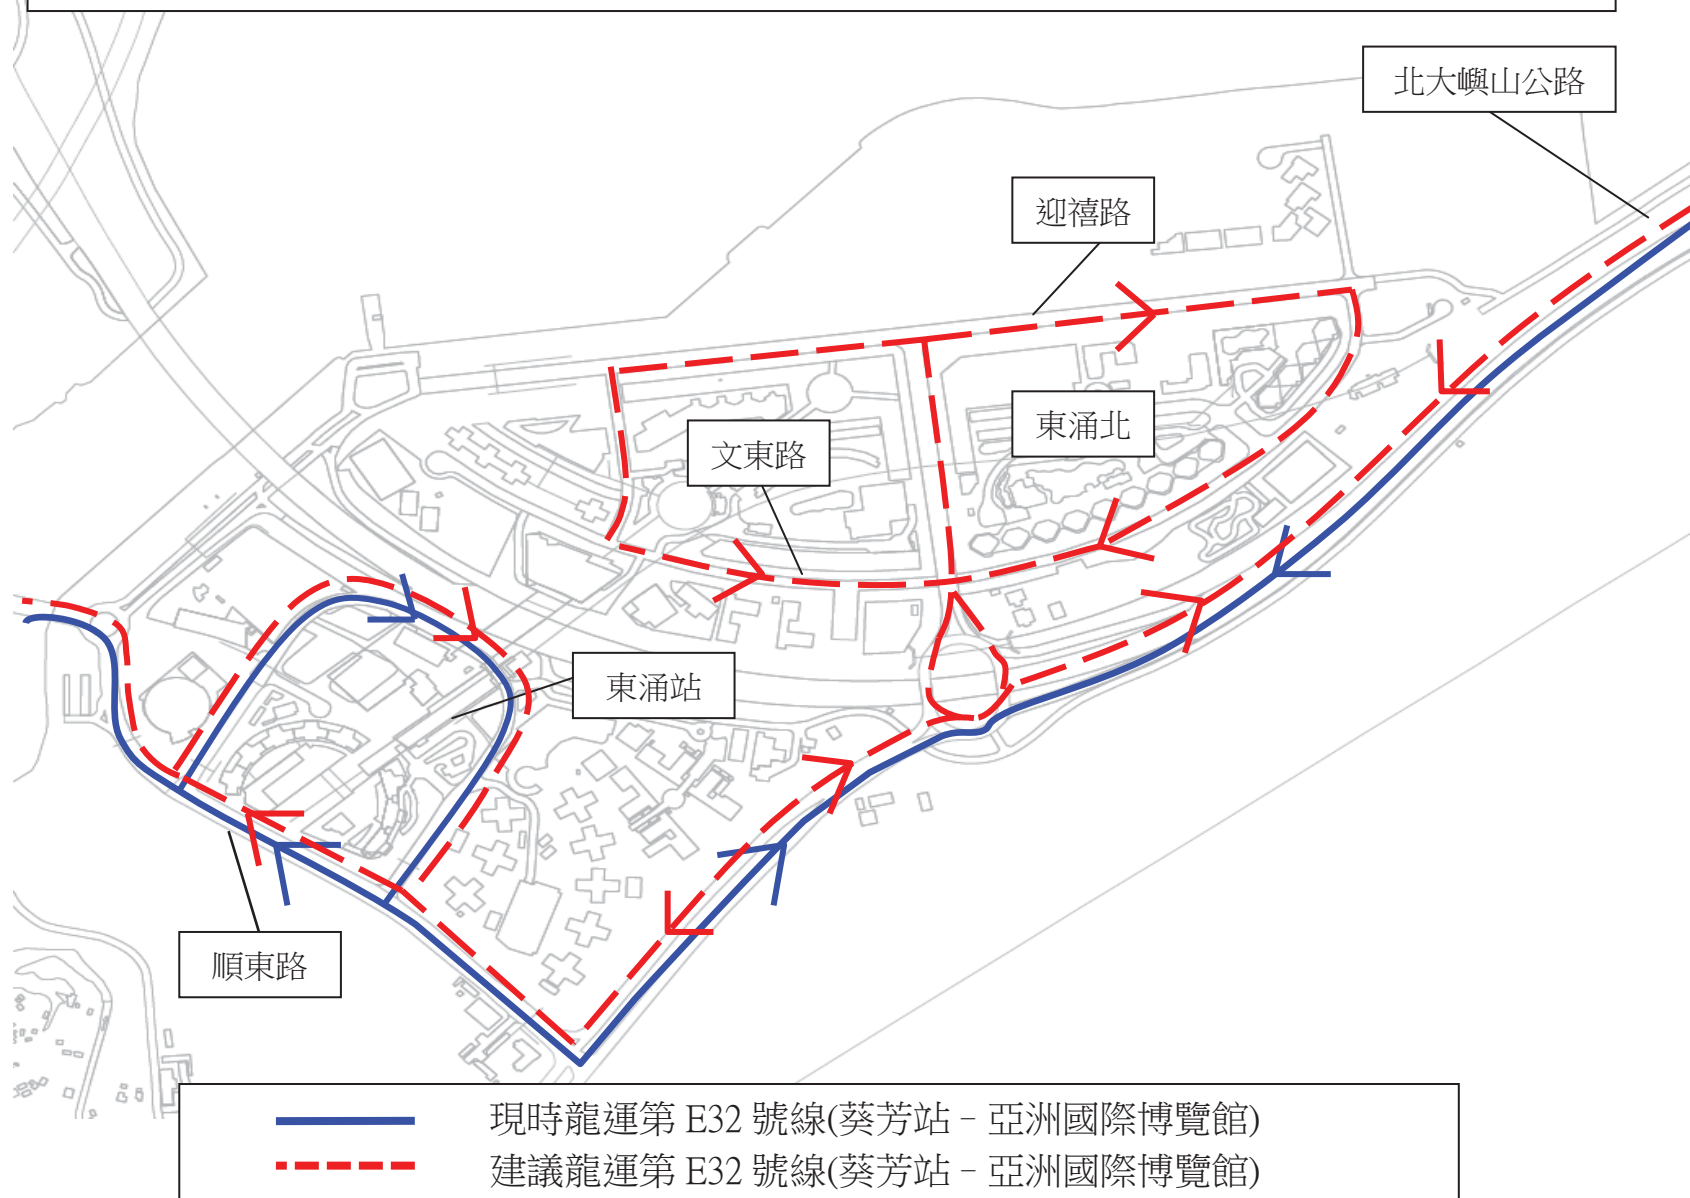 北大嶼山公路
迎禧路
東涌北
文東路
東涌站
順東路
現時龍運第 E32 號線(葵芳站 - 亞洲國際博覽館)
建議龍運第 E32 號線(葵芳站 - 亞洲國際博覽館)